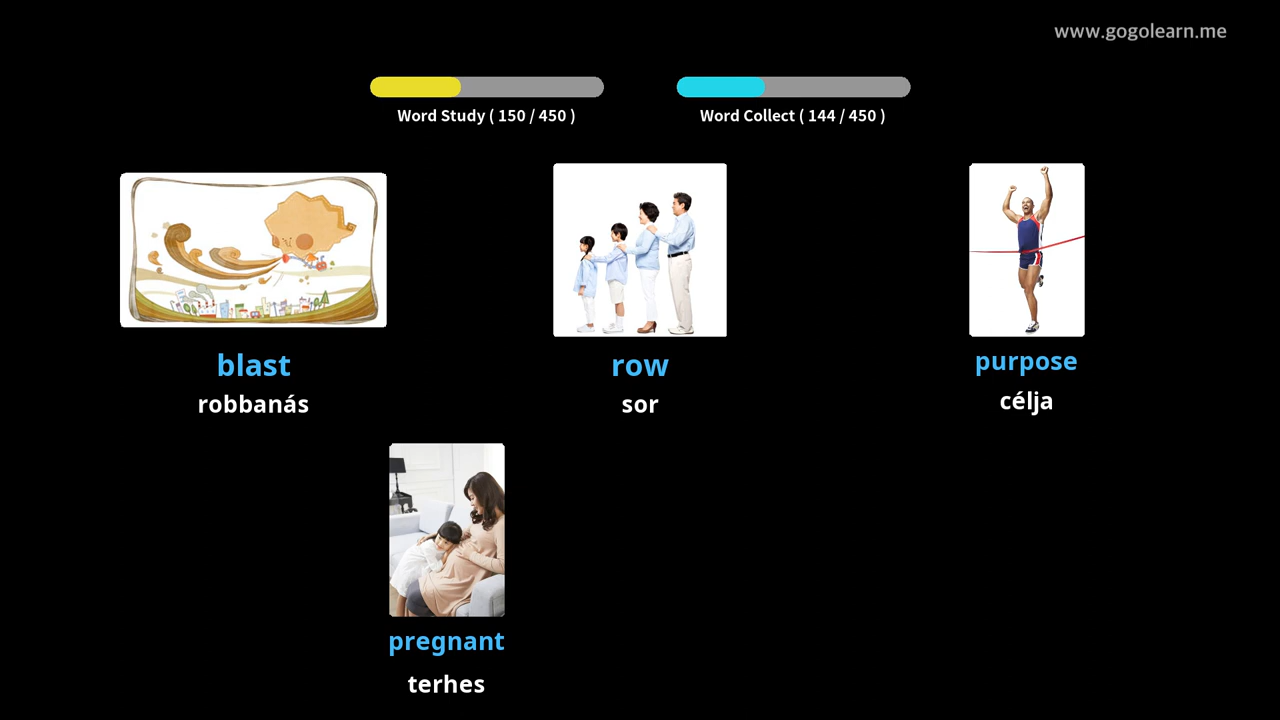 www.gogolearn.me
Word Study ( 150 / 450 )
Word Collect ( 144 / 450 )
blast
robbanás
row
sor
purpose
célja
pregnant
terhes